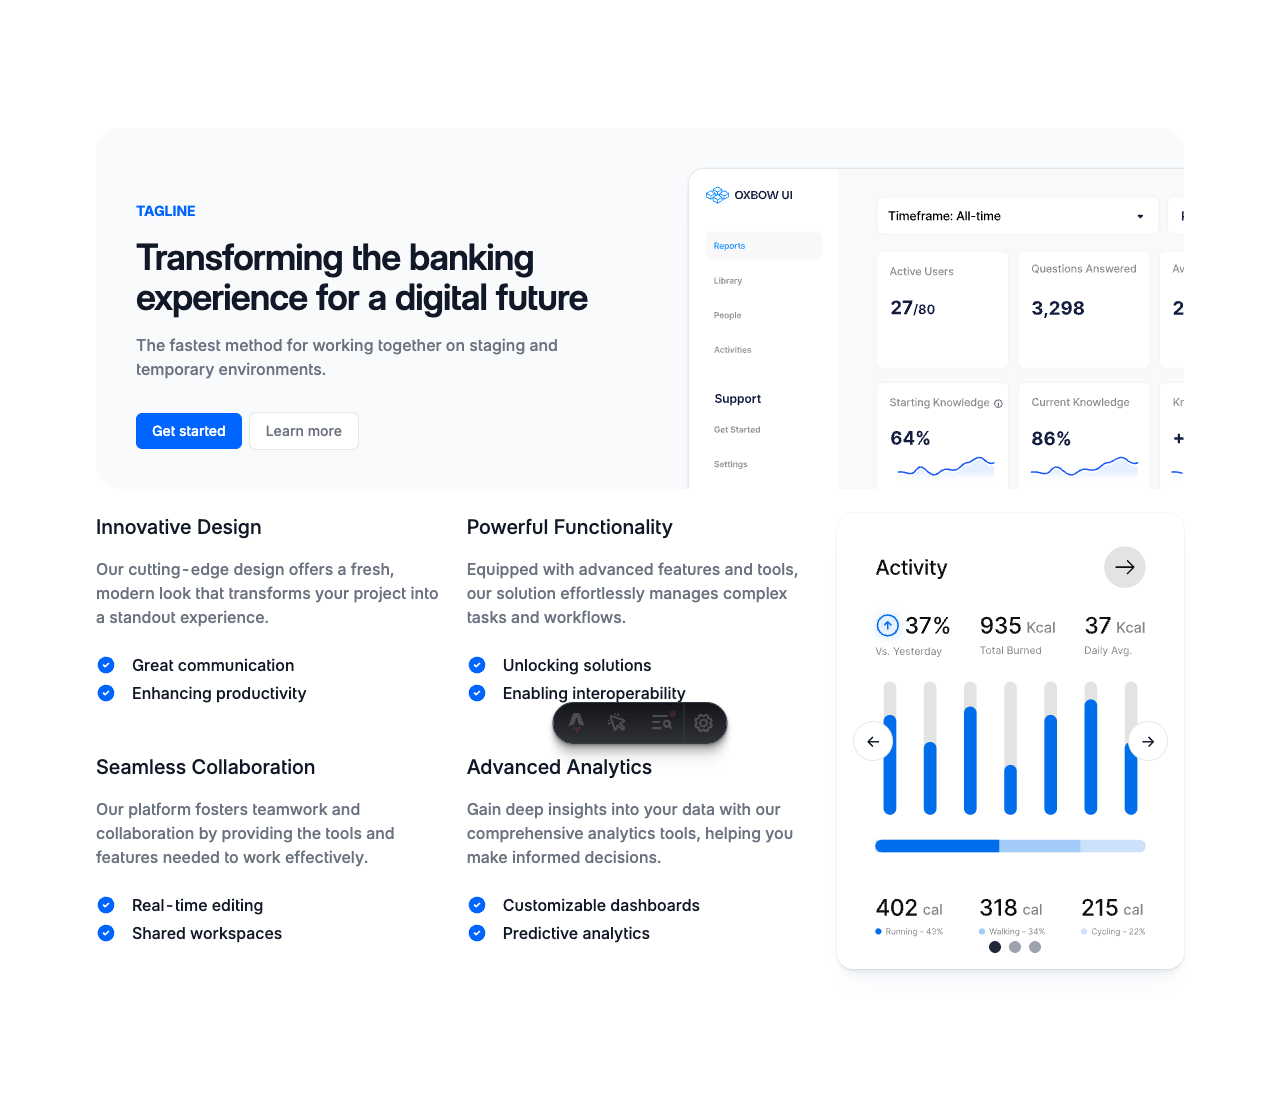 TAGLINE
Transforming the banking
experience for a digital future
The fastest method for working together on staging and
temporary environments.
Get started
Learn more
OXBOW UI
Reports
Library
People
Activities
Support
Get Started
Settings
Timeframe: All-time
Active Users
27/80
Questions Answered
3,298
Av
2
Starting Knowledge
64%
Current Knowledge
86%
Kr
+
Innovative Design
Our cutting-edge design offers a fresh,
modern look that transforms your project into
a standout experience.
Great communication
Enhancing productivity
Powerful Functionality
Equipped with advanced features and tools,
our solution effortlessly manages complex
tasks and workflows.
Unlocking solutions
Enabling interoperability
Seamless Collaboration
Our platform fosters teamwork and
collaboration by providing the tools and
features needed to work effectively.
Real-time editing
Shared workspaces
Advanced Analytics
Gain deep insights into your data with our
comprehensive analytics tools, helping you
make informed decisions.
Customizable dashboards
Predictive analytics
Activity
37%
Vs. Yesterday
935 Kcal
Total Burned
37 Kcal
Daily Avg.
402 cal
Running - 43%
318 cal
Walking - 34%
215 cal
Cycling - 22%